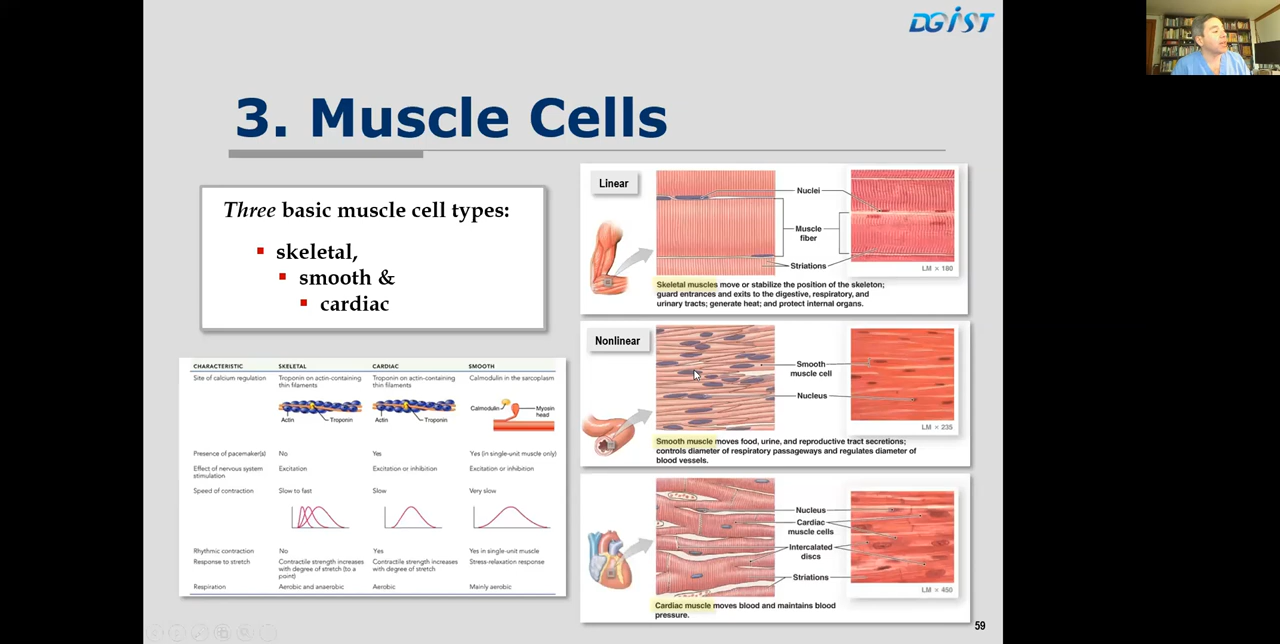 DGIST
3. Muscle Cells
Three basic muscle cell types:
skeletal,
smooth &
cardiac
CHARACTERISTIC SKELETAL CARDIAC SMOOTH
Site of calcium regulation Troponin on actin-containing Troponin on actin-containing Calmodulin in the sarcoplasm
thin filaments thin filaments
Calmodulin Myosin
head
Actin Troponin Actin Troponin
Presence of pacemaker(s) No Yes Yes (in single-unit muscle only)
Effect of nervous system Excitation Excitation or inhibition Excitation or inhibition
stimulation
Speed of contraction Slow to fast Slow Very slow
Rhythmic contraction No Yes Yes in single-unit muscle
Response to stretch Contractile strength increases Contractile strength increases Stress-relaxation response
with degree of stretch (to a with degree of stretch
point)
Respiration Aerobic and anaerobic Aerobic Mainly aerobic
Linear
Nuclei
Muscle
fiber
Striations
LM × 180
Skeletal muscles move or stabilize the position of the skeleton;
guard entrances and exits to the digestive, respiratory, and
urinary tracts; generate heat; and protect internal organs.
Nonlinear
Smooth
muscle cell
Nucleus
LM × 235
Smooth muscle moves food, urine, and reproductive tract secretions;
controls diameter of respiratory passageways and regulates diameter of
blood vessels.
Nucleus
Cardiac
muscle cells
Intercalated
discs
Striations
LM × 450
Cardiac muscle moves blood and maintains blood
pressure.
59